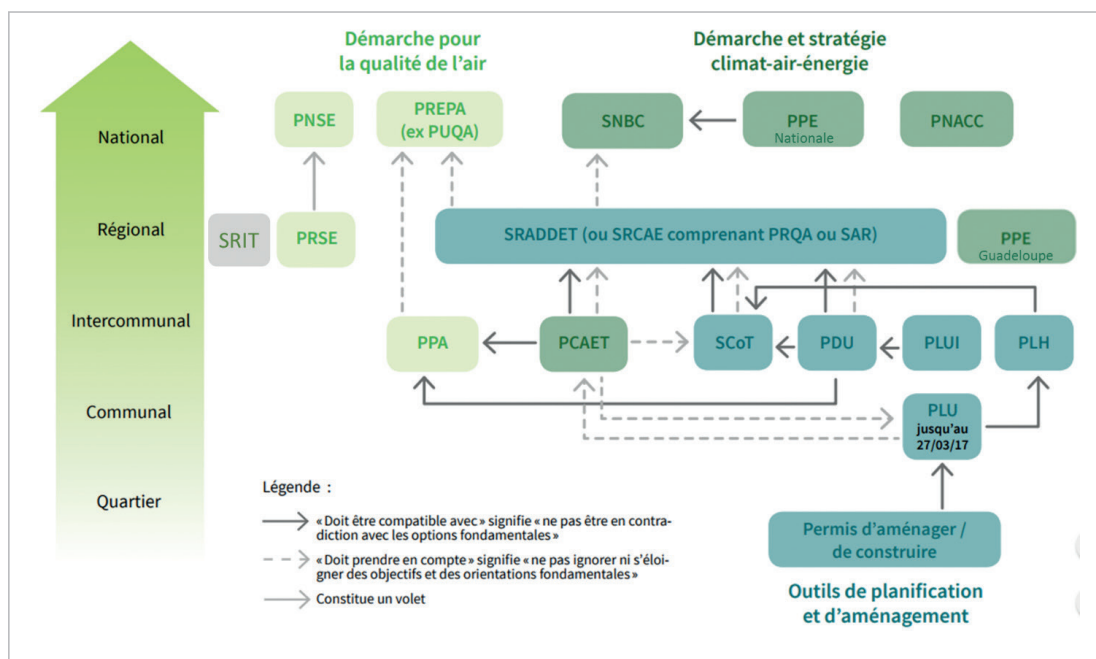 Démarche pour
la qualité de l'air
Démarche et stratégie
climat-air-énergie
National
PNSE
PREPA
(ex PUQA)
SNBC
PPE
Nationale
PNACC
Régional
SRIT
PRSE
SRADDET (ou SRCAE comprenant PRQA ou SAR)
PPE
Guadeloupe
Intercommunal
PPA
PCAET
SCoT
PDU
PLUI
PLH
Communal
PLU
jusqu'au
27/03/17
Quartier
Légende :
« Doit être compatible avec » signifie « ne pas être en contra-
diction avec les options fondamentales »
« Doit prendre en compte » signifie « ne pas ignorer ni s'éloi-
gner des objectifs et des orientations fondamentales »
Constitue un volet
Permis d'aménager /
de construire
Outils de planification
et d'aménagement